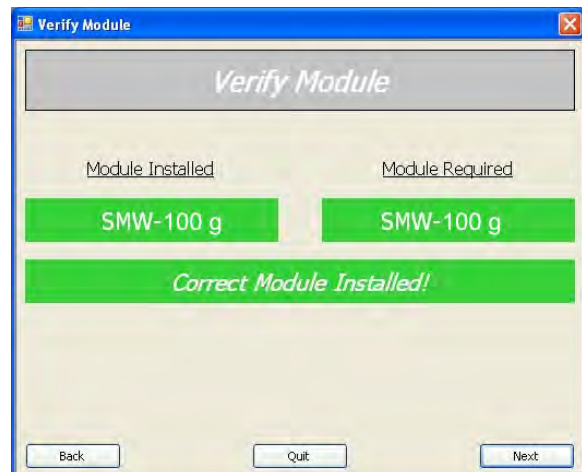 Verify Module
Verify Module
Module Installed
Module Required
SMW-100 g
SMW-100 g
Correct Module Installed!
Back
Quit
Next